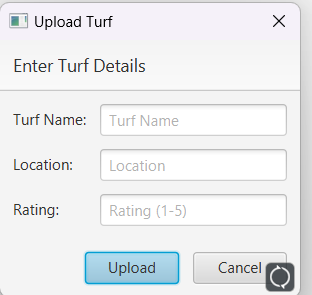 Upload Turf
Enter Turf Details
Turf Name: Turf Name
Location: Location
Rating: Rating (1-5)
Upload Cancel